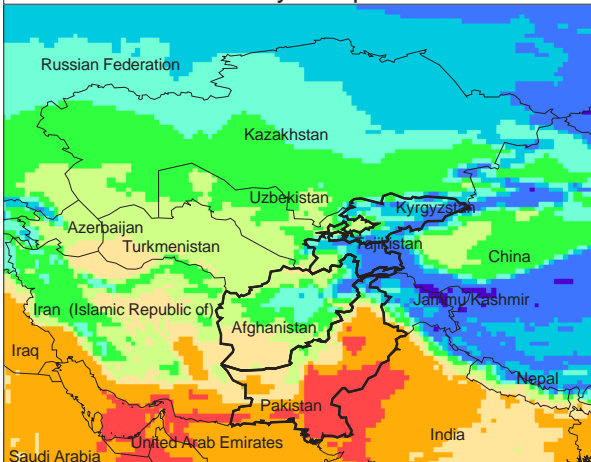 Russian Federation
Kazakhstan
Uzbekistan
Kyrgyzstan
Azerbaijan
Turkmenistan
Tajikistan
China
Iran (Islamic Republic of)
Jammu/Kashmir
Afghanistan
Iraq
Nepal
Pakistan
India
United Arab Emirates
Saudi Arabia